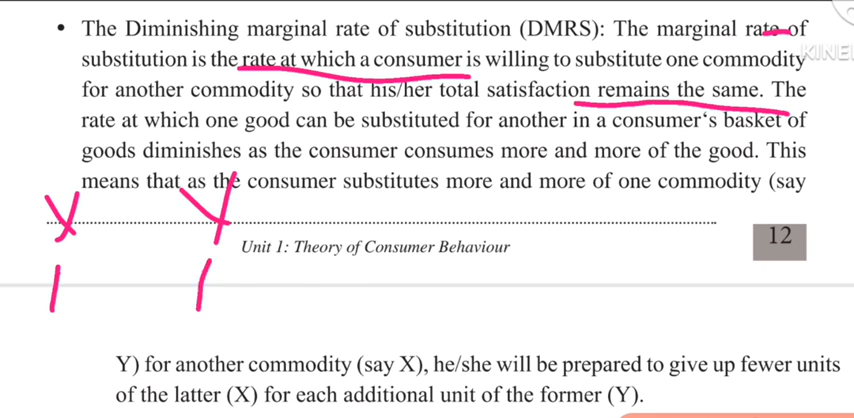 • The Diminishing marginal rate of substitution (DMRS): The marginal rate of
substitution is the rate at which a consumer is willing to substitute one commodity
for another commodity so that his/her total satisfaction remains the same. The
rate at which one good can be substituted for another in a consumer‘s basket of
goods diminishes as the consumer consumes more and more of the good. This
means that as the consumer substitutes more and more of one commodity (say
X Y
Unit 1: Theory of Consumer Behaviour 12
1 1
Y) for another commodity (say X), he/she will be prepared to give up fewer units
of the latter (X) for each additional unit of the former (Y).